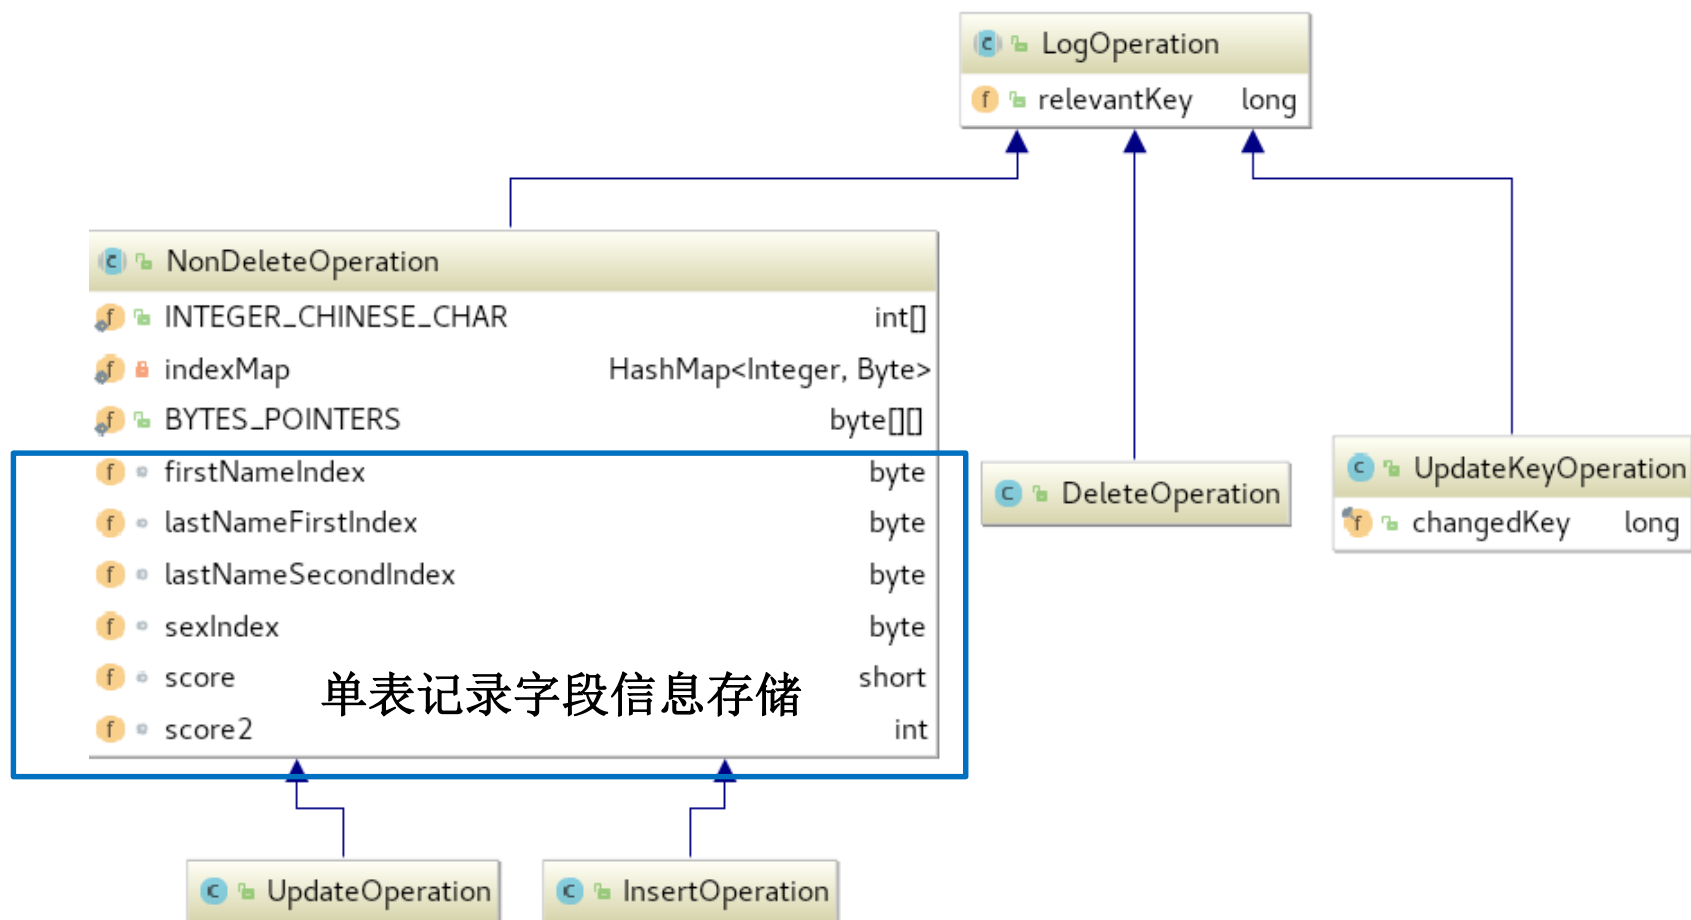 LogOperation
relevantKey long
NonDeleteOperation
INTEGER_CHINESE_CHAR int[]
indexMap HashMap<Integer, Byte>
BYTES_POINTERS byte[][]
firstNameIndex byte
lastNameFirstIndex byte
lastNameSecondIndex byte
sexIndex byte
score short
单表记录字段信息存储
score2 int
DeleteOperation
UpdateKeyOperation
changedKey long
UpdateOperation
InsertOperation